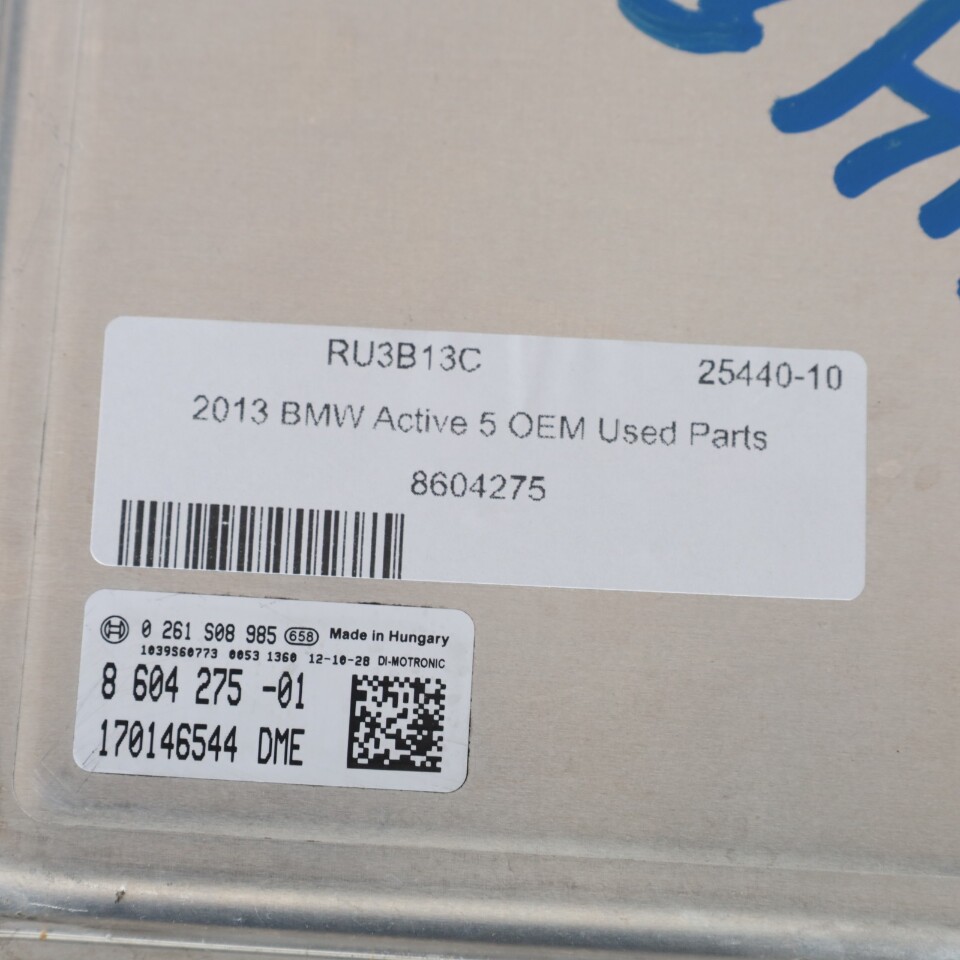 RU3B13C 25440-10
2013 BMW Active 5 OEM Used Parts
8604275
0 261 S08 985 658 Made in Hungary
1039S60773 0053 1360 12-10-28 DI-MOTRONIC
8 604 275 -01
170146544 DME